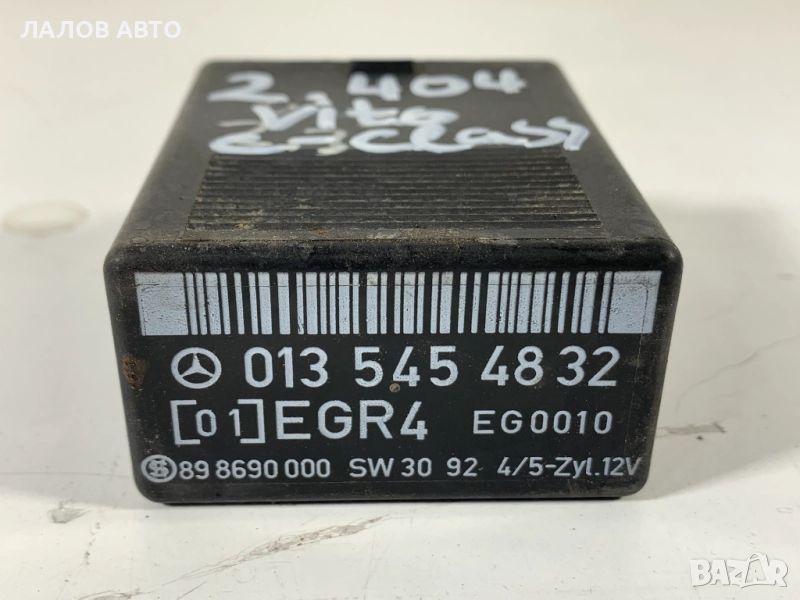 ЛАЛОВ АВТО
2,404
Vito
C-Class
013 545 48 32
[01] EGR4 EG0010
89 8690 000 SW 30 92 4/5-Zyl.12V
BAZAR